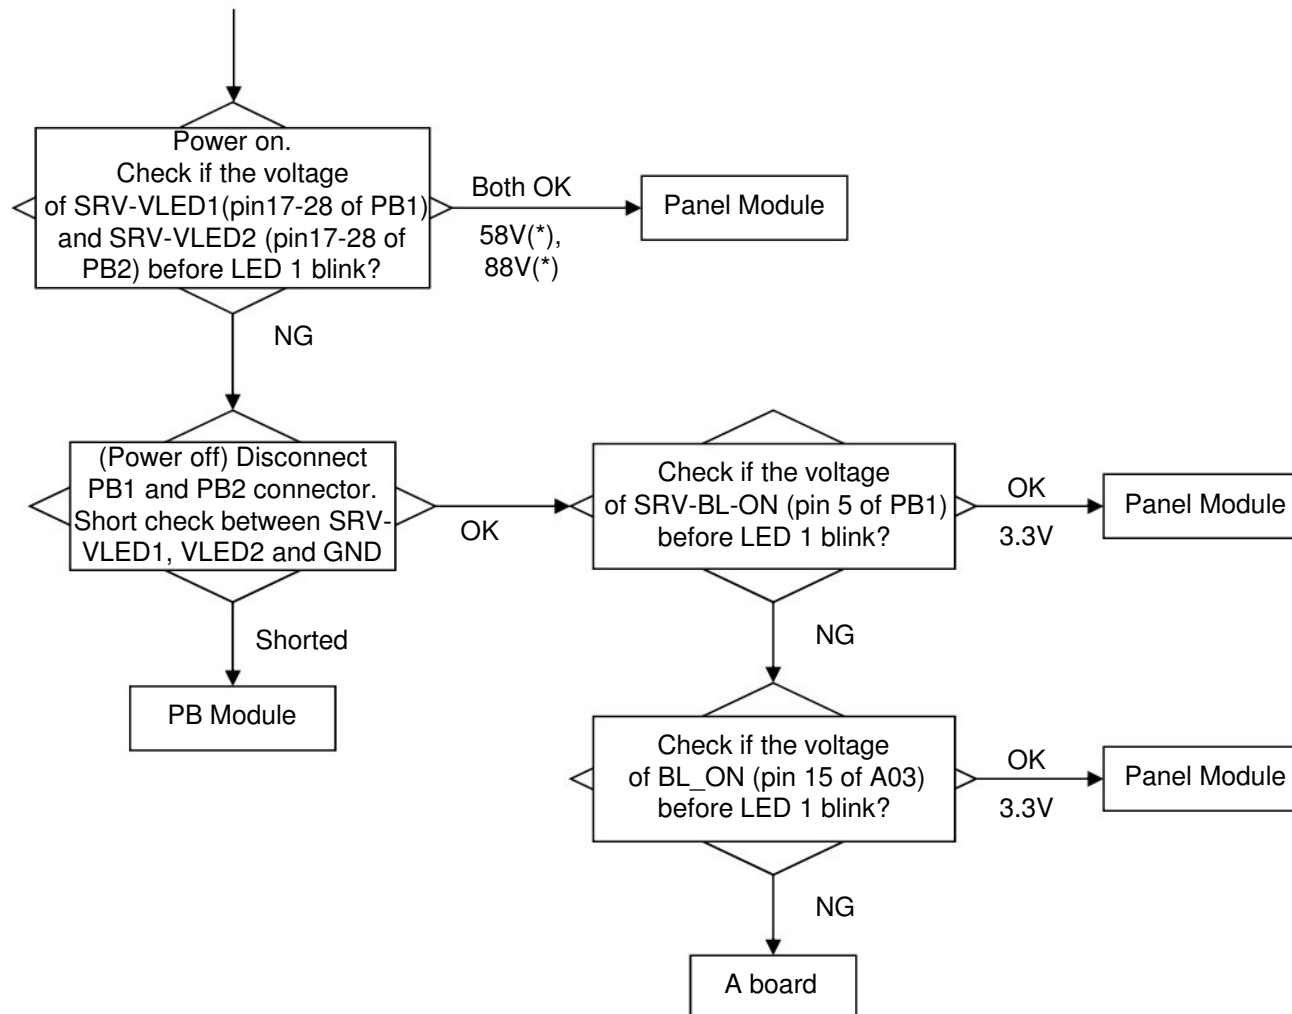 Power on.
Check if the voltage
of SRV-VLED1(pin17-28 of PB1)
and SRV-VLED2 (pin17-28 of
PB2) before LED 1 blink?
Both OK
58V(*),
88V(*)
Panel Module
NG
(Power off) Disconnect
PB1 and PB2 connector.
Short check between SRV-
VLED1, VLED2 and GND
OK
Shorted
PB Module
Check if the voltage
of SRV-BL-ON (pin 5 of PB1)
before LED 1 blink?
OK
3.3V
Panel Module
NG
Check if the voltage
of BL_ON (pin 15 of A03)
before LED 1 blink?
OK
3.3V
Panel Module
NG
A board